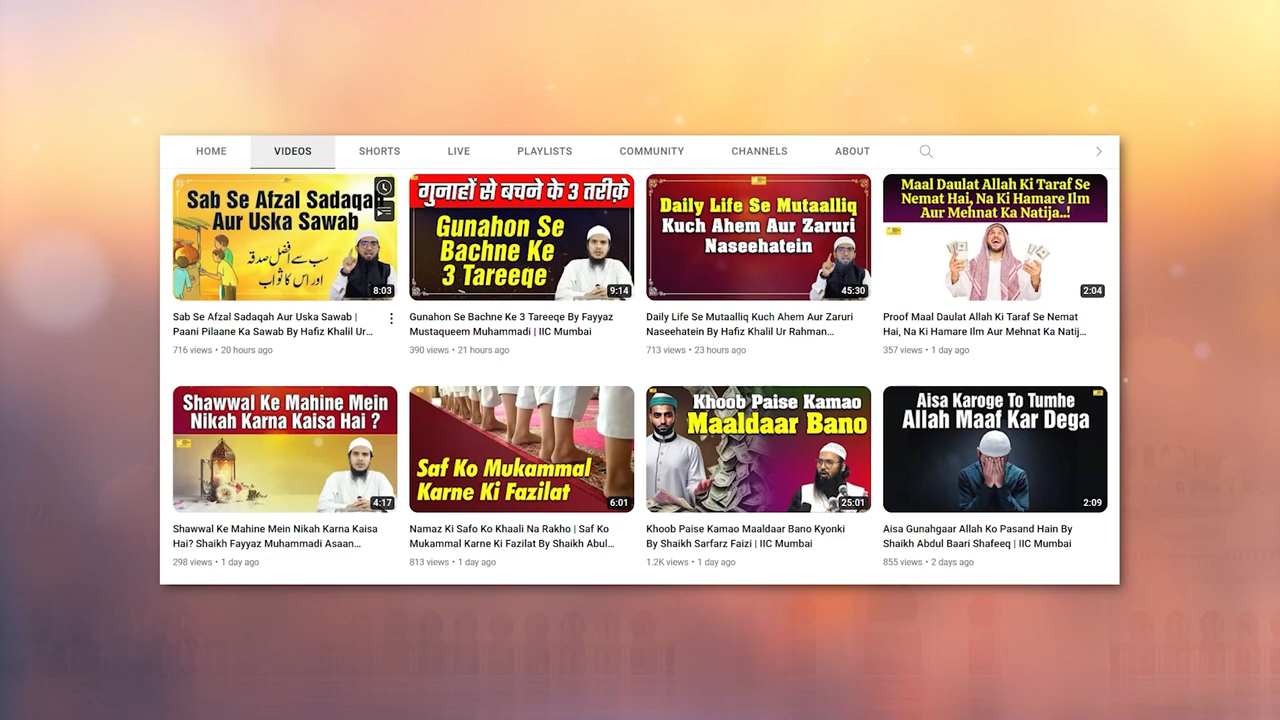 HOME VIDEOS SHORTS LIVE PLAYLISTS COMMUNITY CHANNELS ABOUT
Sab Se Afzal Sadaqah
Aur Uska Sawab
سب سے افضل صدقہ
اور اس کا ثواب
8:03
Sab Se Afzal Sadaqah Aur Uska Sawab |
Paani Pilaane Ka Sawab By Hafiz Khalil Ur...
716 views • 20 hours ago
गुनाहों से बचने के 3 तरीक़े
Gunahon Se
Bachne Ke
3 Tareeqe
9:14
Gunahon Se Bachne Ke 3 Tareeqe By Fayyaz
Mustaqueem Muhammadi | IIC Mumbai
390 views • 21 hours ago
Daily Life Se Mutaalliq
Kuch Ahem Aur Zaruri
Naseehatein
45:30
Daily Life Se Mutaalliq Kuch Ahem Aur Zaruri
Naseehatein By Hafiz Khalil Ur Rahman...
713 views • 23 hours ago
Maal Daulat Allah Ki Taraf Se
Nemat Hai, Na Ki Hamare Ilm
Aur Mehnat Ka Natija..!
2:04
Proof Maal Daulat Allah Ki Taraf Se Nemat
Hai, Na Ki Hamare Ilm Aur Mehnat Ka Natij...
357 views • 1 day ago
Shawwal Ke Mahine Mein
Nikah Karna Kaisa Hai ?
4:17
Shawwal Ke Mahine Mein Nikah Karna Kaisa
Hai? Shaikh Fayyaz Muhammadi Asaan...
298 views • 1 day ago
Saf Ko Mukammal
Karne Ki Fazilat
6:01
Namaz Ki Safo Ko Khaali Na Rakho | Saf Ko
Mukammal Karne Ki Fazilat By Shaikh Abul...
813 views • 1 day ago
Khoob Paise Kamao
Maaldaar Bano
25:01
Khoob Paise Kamao Maaldaar Bano Kyonki
By Shaikh Sarfarz Faizi | IIC Mumbai
1.2K views • 1 day ago
Aisa Karoge To Tumhe
Allah Maaf Kar Dega
2:09
Aisa Gunahgaar Allah Ko Pasand Hain By
Shaikh Abdul Baari Shafeeq | IIC Mumbai
855 views • 2 days ago